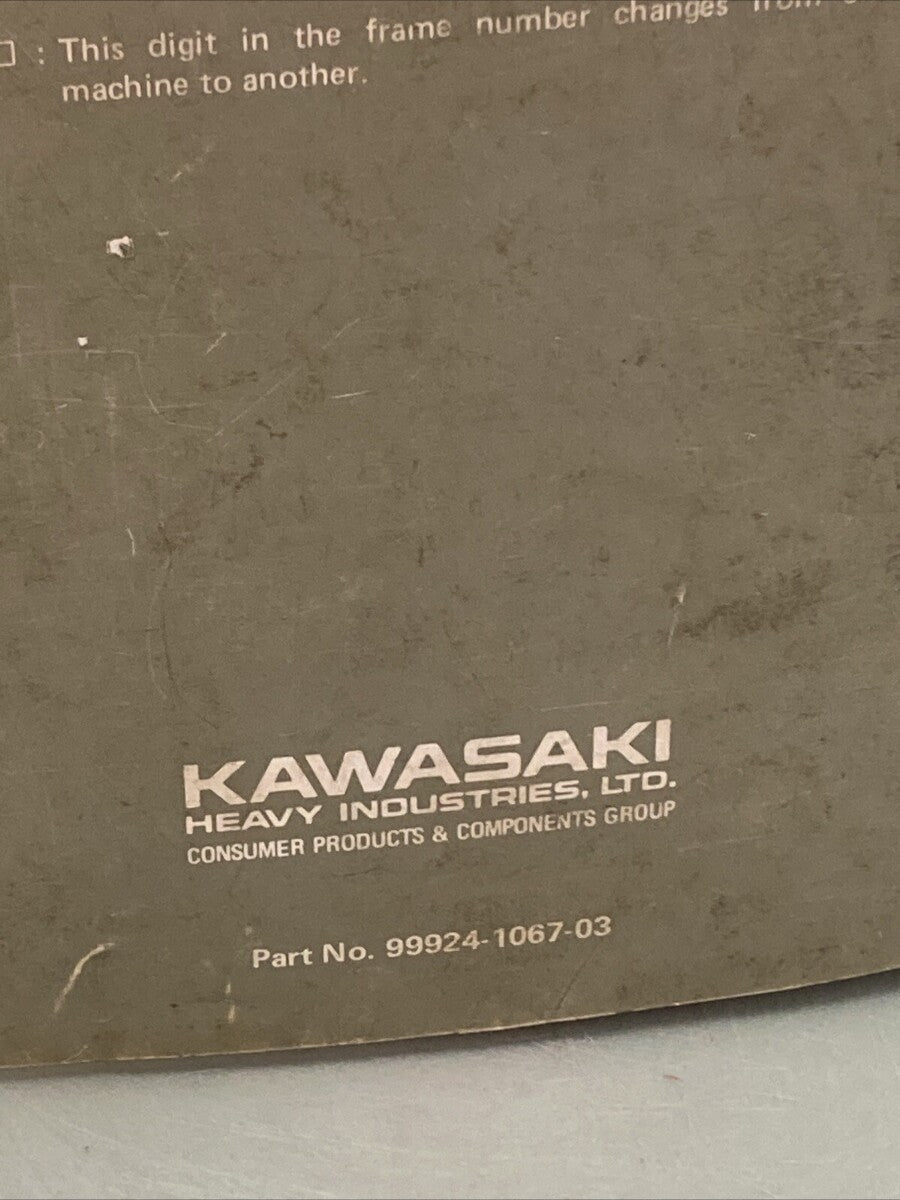 □ : This digit in the frame number changes from
machine to another.
KAWASAKI
HEAVY INDUSTRIES, LTD.
CONSUMER PRODUCTS & COMPONENTS GROUP
Part No. 99924-1067-03